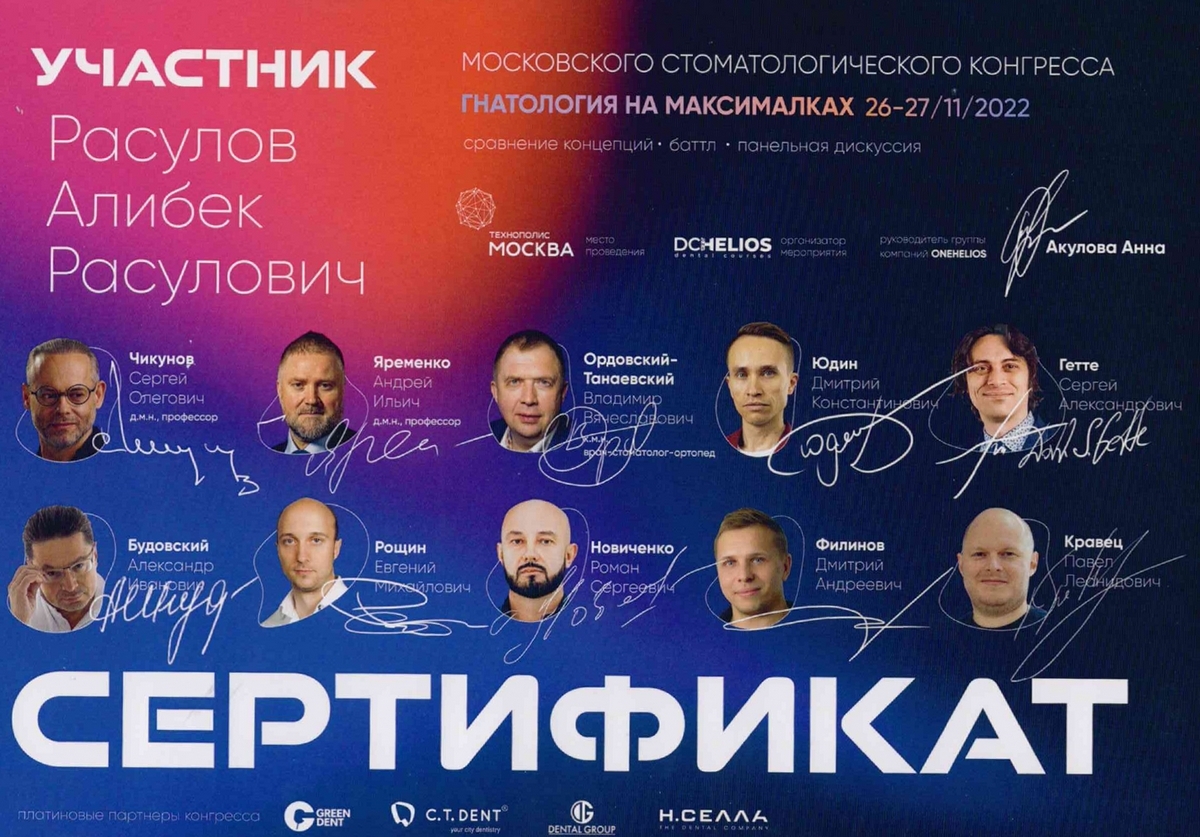 УЧАСТНИК
Расулов
Алибек
Расулович
МОСКОВСКОГО СТОМАТОЛОГИЧЕСКОГО КОНГРЕССА
ГНАТОЛОГИЯ НА МАКСИМАЛКАХ 26-27/11/2022
сравнение концепций • баттл • панельная дискуссия
ТЕХНОПОЛИС
МОСКВА
место
проведения
DCHELIOS
dental courses
организатор
мероприятия
руководитель группы
компаний ONEHELIOS
Акулова Анна
Чикунов
Сергей
Олегович
д.м.н., профессор
Яременко
Андрей
Ильич
д.м.н., профессор
Ордовский-
Танаевский
Владимир
Вячеславович
к.м.н.
врач-стоматолог-ортопед
Юдин
Дмитрий
Константинович
Гетте
Сергей
Александрович
Будовский
Александр
Иванович
Рощин
Евгений
Михайлович
Новиченко
Роман
Сергеевич
Филинов
Дмитрий
Андреевич
Кравец
Павел
Леонидович
СЕРТИФИКАТ
платиновые партнеры конгресса
GREEN
DENT
C.T.DENT®
your city dentistry
DG
DENTAL GROUP
Н.СЕЛЛА
THE DENTAL COMPANY